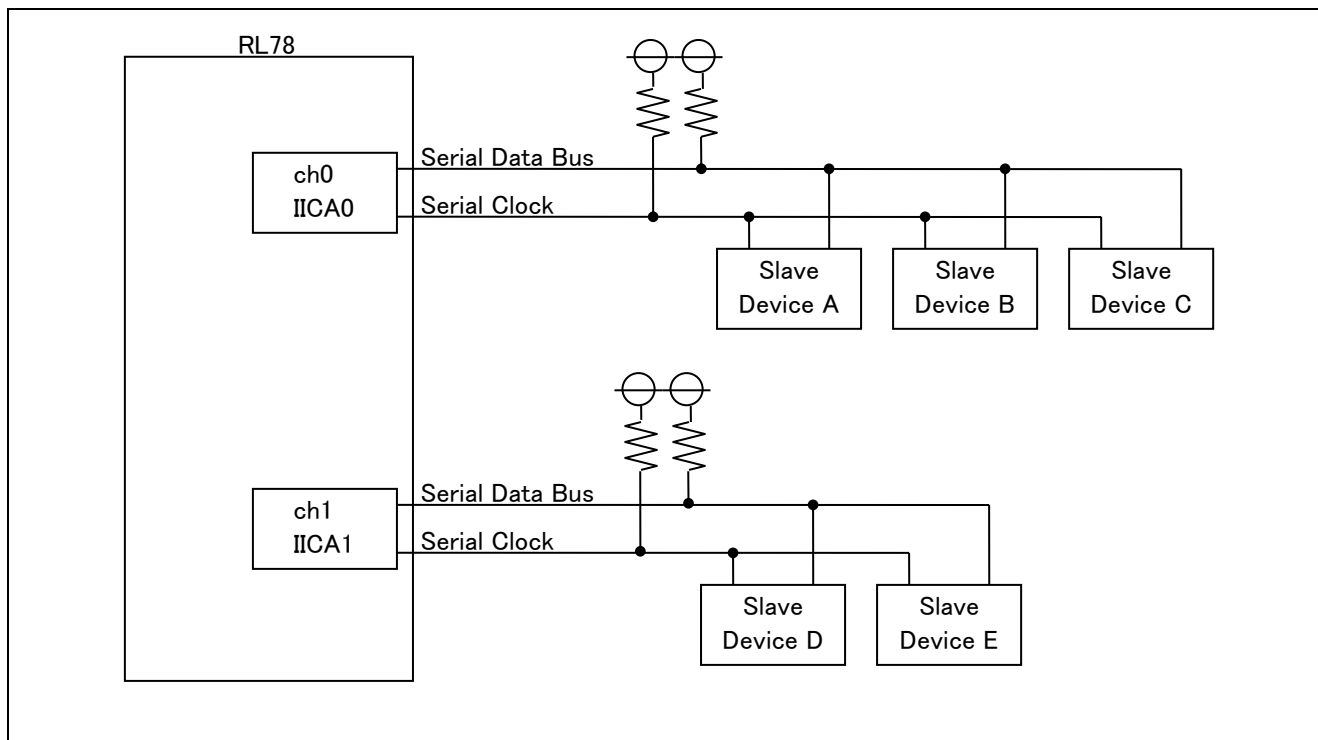 RL78
ch0
IICA0
Serial Data Bus
Serial Clock
Slave
Device A
Slave
Device B
Slave
Device C
ch1
IICA1
Serial Data Bus
Serial Clock
Slave
Device D
Slave
Device E